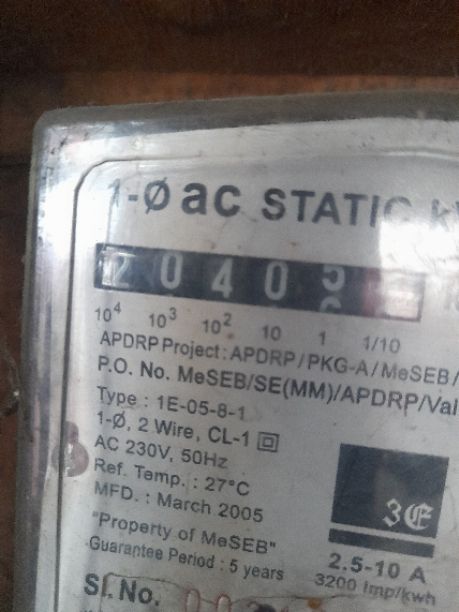 1-Ø ac STATIC k
2 0 4 0 5
10⁴ 10³ 10² 10 1 1/10
APDRP Project : APDRP/PKG-A/MeSEB/
P.O. No. MeSEB/SE(MM)/APDRP/Val
Type : 1E-05-8-1
1-Ø, 2 Wire, CL-1
AC 230V, 50Hz
Ref. Temp. : 27°C
MFD. : March 2005
"Property of MeSEB"
Guarantee Period : 5 years
3E
2.5-10 A
3200 Imp/kwh
Sl. No.